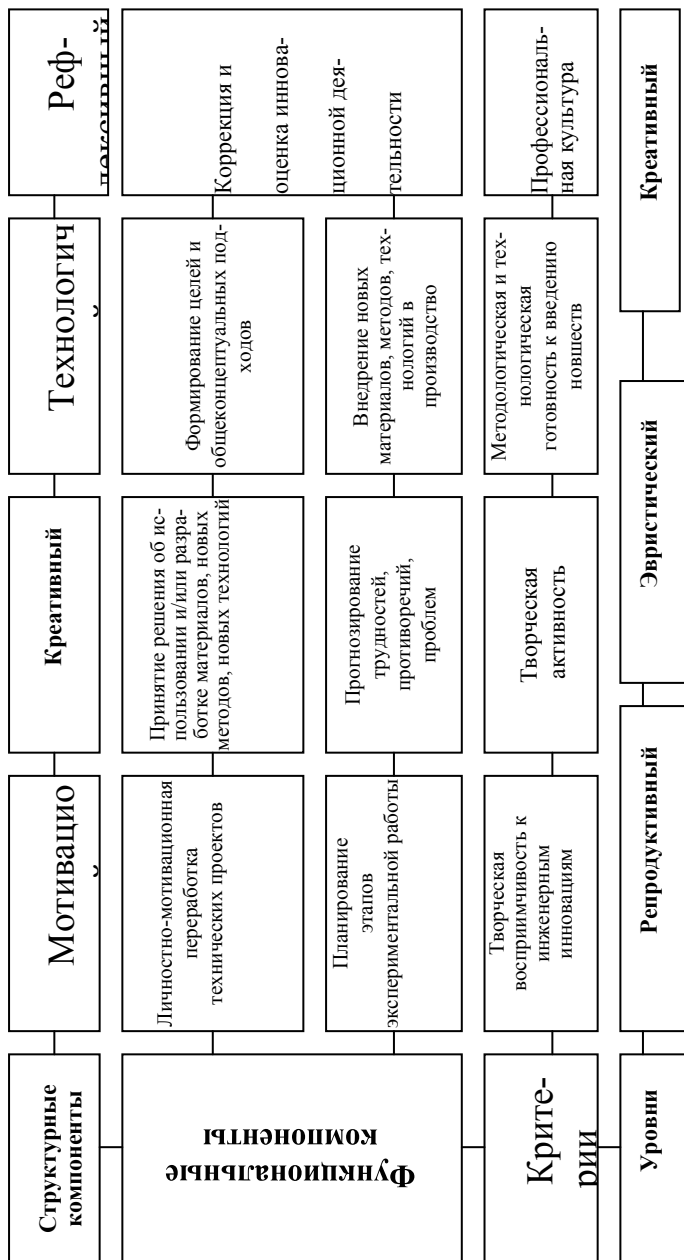 Структурные
компоненты
Мотивацио
Креативный
Технологич
Реф-
лексивный
Функциональные
компоненты
Личностно-мотивационная
переработка
технических проектов
Принятие решения об ис-
пользовании и/или разра-
ботке материалов, новых
методов, новых технологий
Формирование целей и
общеконцептуальных под-
ходов
Коррекция и
оценка иннова-
ционной дея-
тельности
Планирование
этапов
экспериментальной работы
Прогнозирование
трудностей,
противоречий,
проблем
Внедрение новых
материалов, методов, тех-
нологий в
производство
Крите-
рии
Творческая
восприимчивость к
инженерным
инновациям
Творческая
активность
Методологическая и тех-
нологическая
готовность к введению
новшеств
Профессиональ-
ная культура
Уровни
Репродуктивный
Эвристический
Креативный